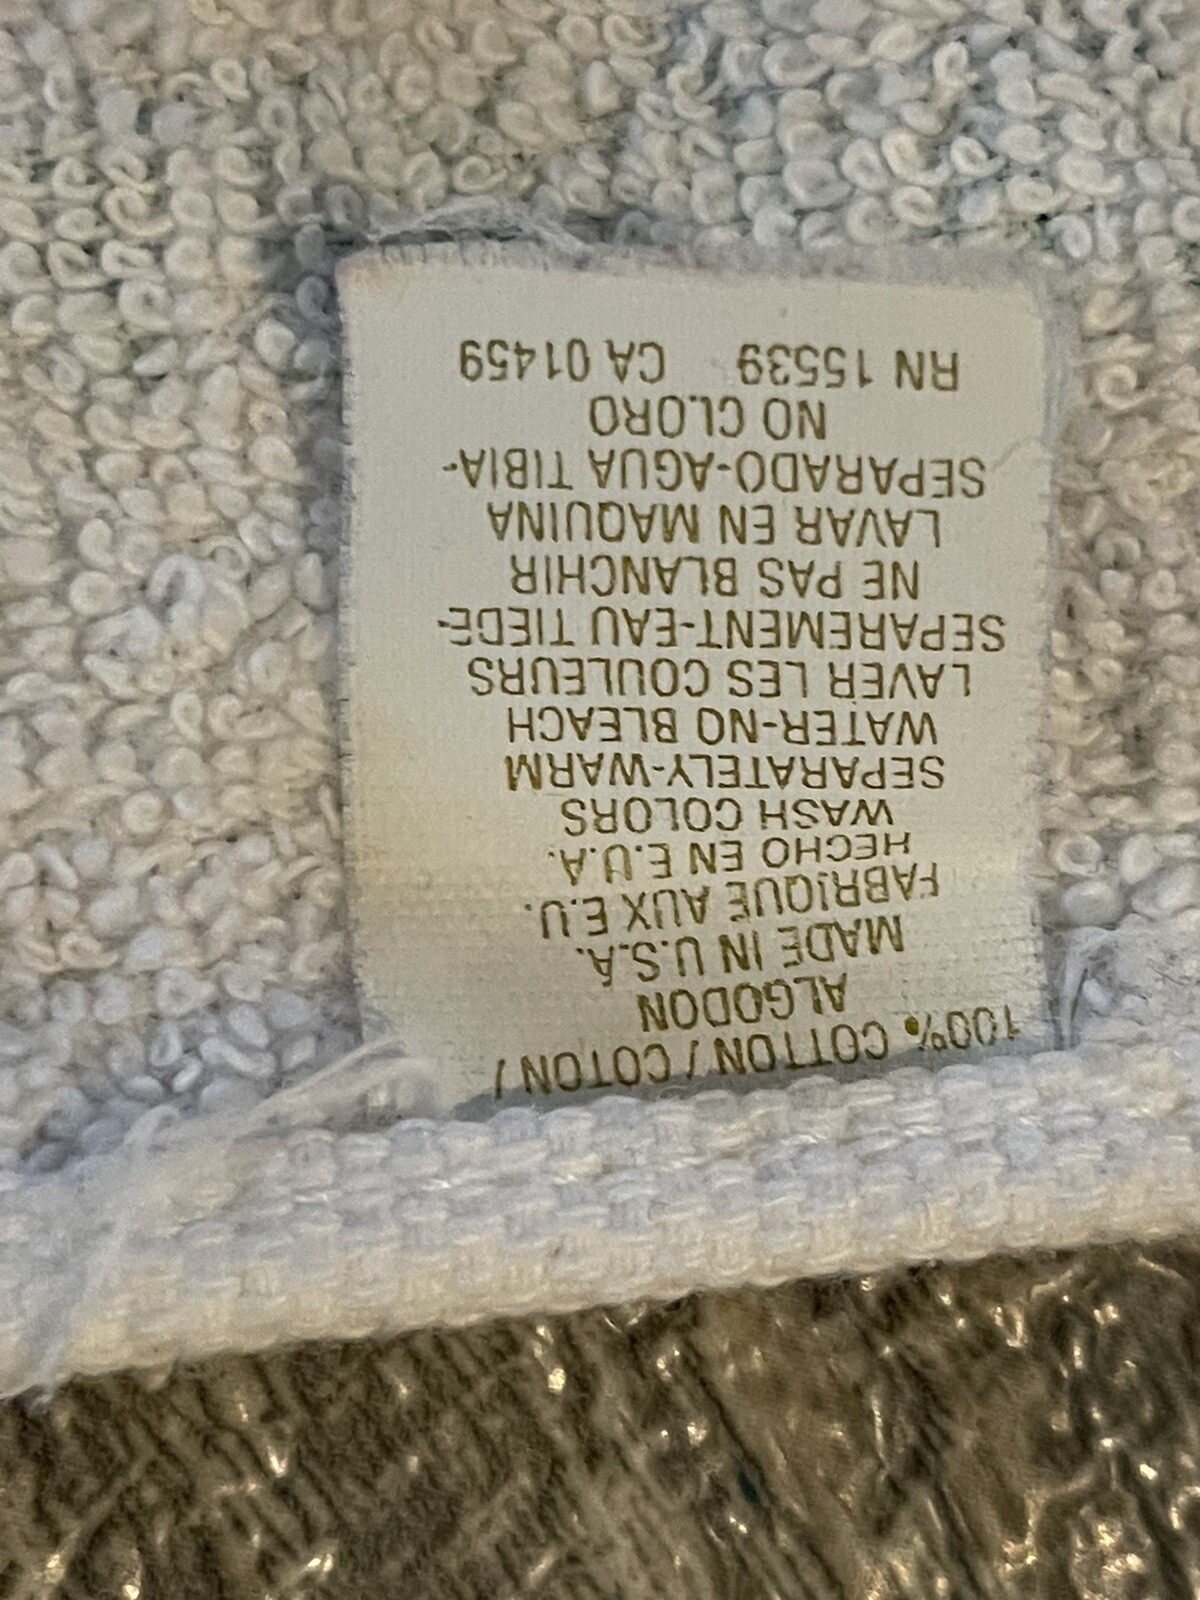 100% COTTON / COTON /
ALGODON
MADE IN U.S.A.
FABRIQUE AUX E.U.
HECHO EN E.U.A.
WASH COLORS
SEPARATELY-WARM
WATER-NO BLEACH
LAVER LES COULEURS
SEPAREMENT-EAU TIEDE-
NE PAS BLANCHIR
LAVAR EN MAQUINA
SEPARADO-AGUA TIBIA-
NO CLORO
RN 15539 CA 01459